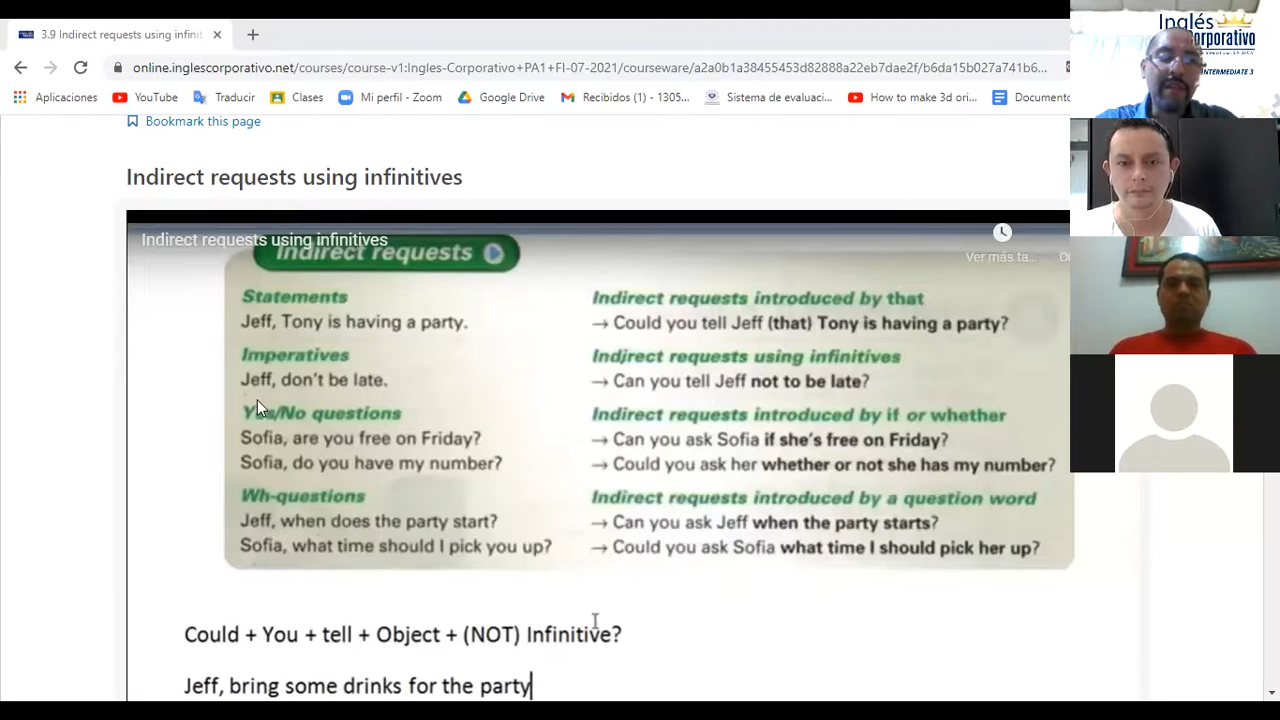 3.9 Indirect requests using infinit
online.inglescorporativo.net/courses/course-v1:Ingles-Corporativo
Aplicaciones YouTube Traducir Clases Mi perfil - Zoom Google Drive Recibidos (1) - 1305... Sistema de evaluaci... How to make 3d ori... Documento
Bookmark this page
Inglés
Corporativo
INTERMEDIATE 3
Indirect requests using infinitives
Indirect requests using infinitives
Ver más ta...
Indirect requests
Statements
Jeff, Tony is having a party.
Indirect requests introduced by that
→ Could you tell Jeff (that) Tony is having a party?
Imperatives
Jeff, don't be late.
Indirect requests using infinitives
→ Can you tell Jeff not to be late?
Yes/No questions
Sofia, are you free on Friday?
Sofia, do you have my number?
Indirect requests introduced by if or whether
→ Can you ask Sofia if she's free on Friday?
→ Could you ask her whether or not she has my number?
Wh-questions
Jeff, when does the party start?
Sofia, what time should I pick you up?
Indirect requests introduced by a question word
→ Can you ask Jeff when the party starts?
→ Could you ask Sofia what time I should pick her up?
Could + You + tell + Object + (NOT) Infinitive?
Jeff, bring some drinks for the party